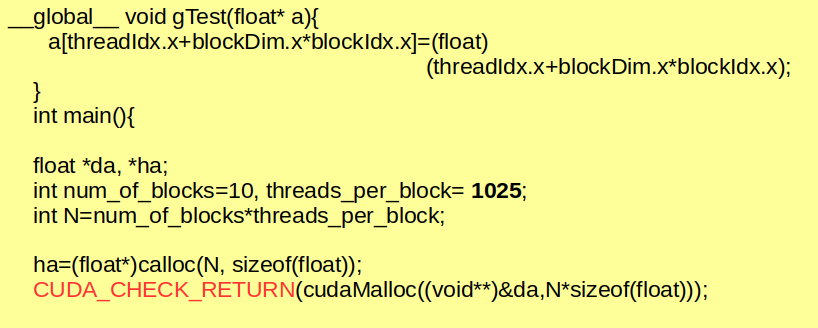 __global__ void gTest(float* a){
a[threadIdx.x+blockDim.x*blockIdx.x]=(float)
(threadIdx.x+blockDim.x*blockIdx.x);
}
int main(){
float *da, *ha;
int num_of_blocks=10, threads_per_block= 1025;
int N=num_of_blocks*threads_per_block;
ha=(float*)calloc(N, sizeof(float));
CUDA_CHECK_RETURN(cudaMalloc((void**)&da,N*sizeof(float)));